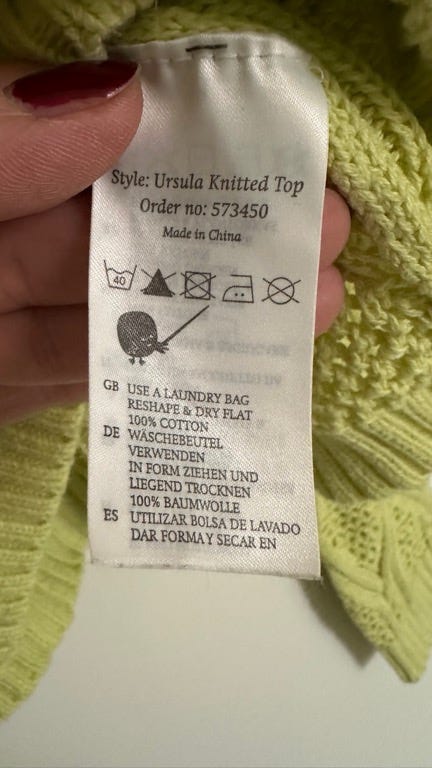 Style: Ursula Knitted Top
Order no: 573450
Made in China
40
GB USE A LAUNDRY BAG
RESHAPE & DRY FLAT
100% COTTON
DE WÄSCHEBEUTEL
VERWENDEN
IN FORM ZIEHEN UND
LIEGEND TROCKNEN
100% BAUMWOLLE
ES UTILIZAR BOLSA DE LAVADO
DAR FORMA Y SECAR EN